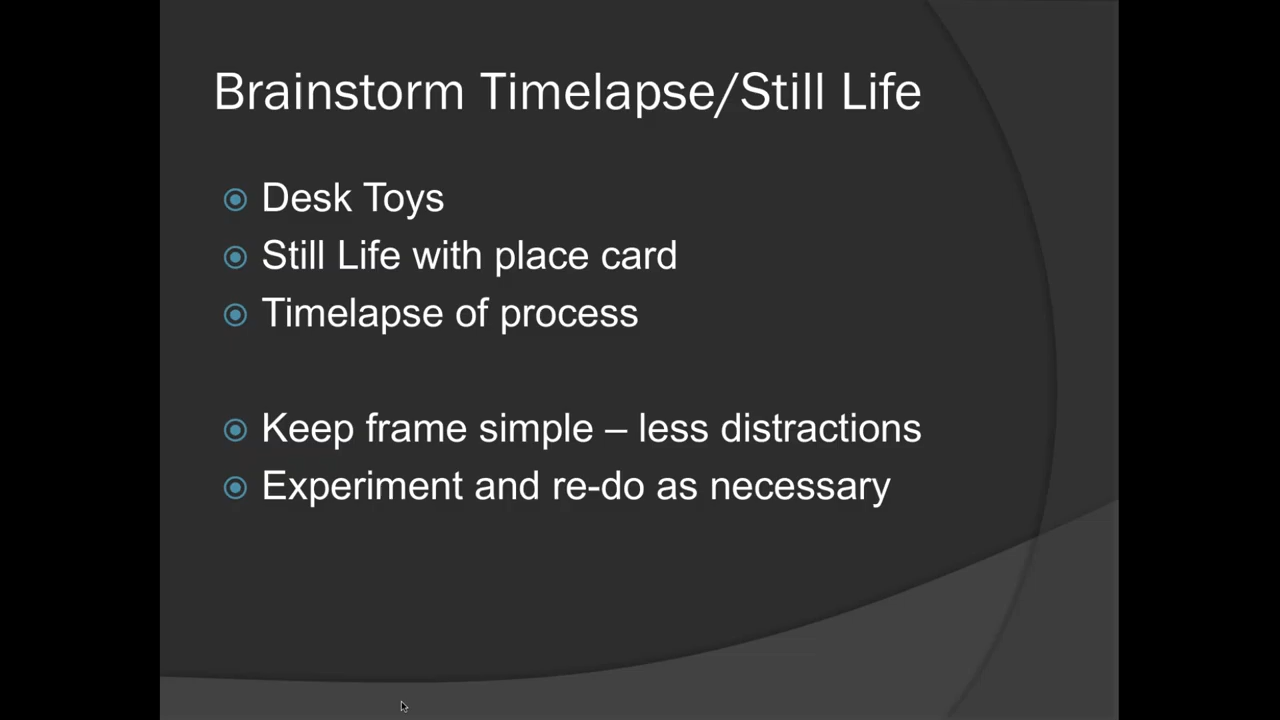 Brainstorm Timelapse/Still Life
Desk Toys
Still Life with place card
Timelapse of process
Keep frame simple – less distractions
Experiment and re-do as necessary